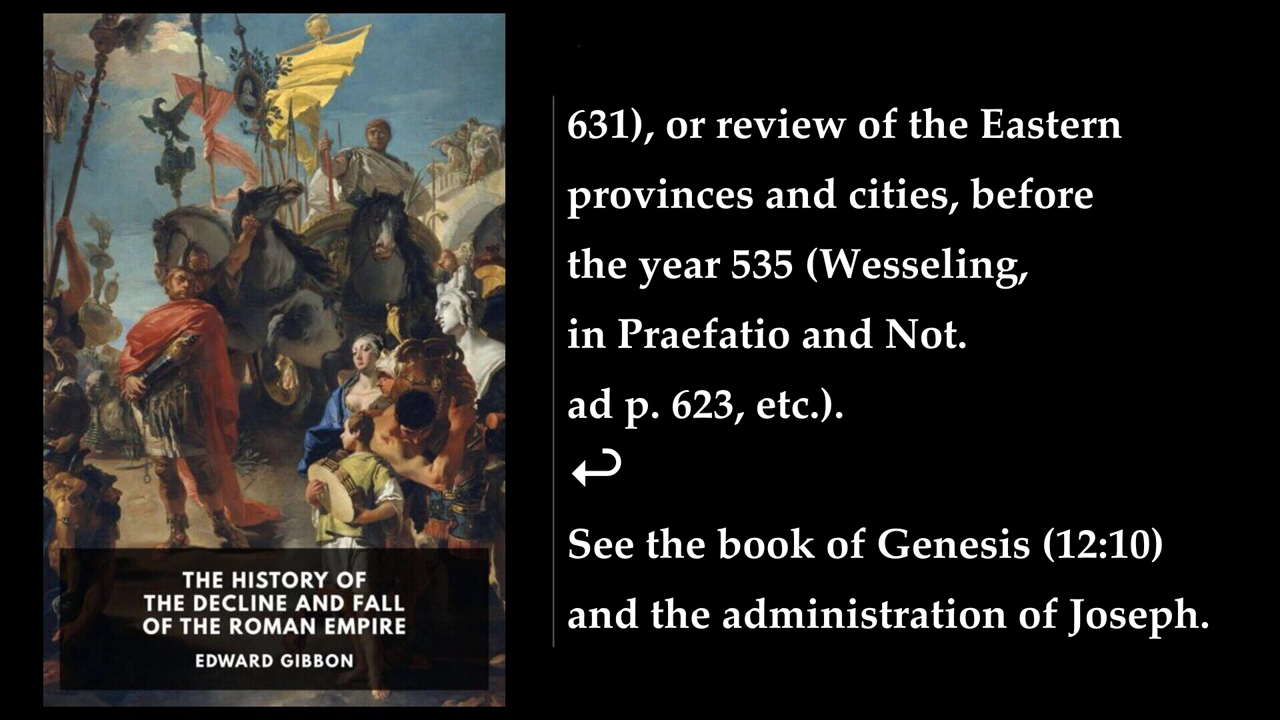 THE HISTORY OF
THE DECLINE AND FALL
OF THE ROMAN EMPIRE
EDWARD GIBBON
631), or review of the Eastern
provinces and cities, before
the year 535 (Wesseling,
in Praefatio and Not.
ad p. 623, etc.).
↩
See the book of Genesis (12:10)
and the administration of Joseph.